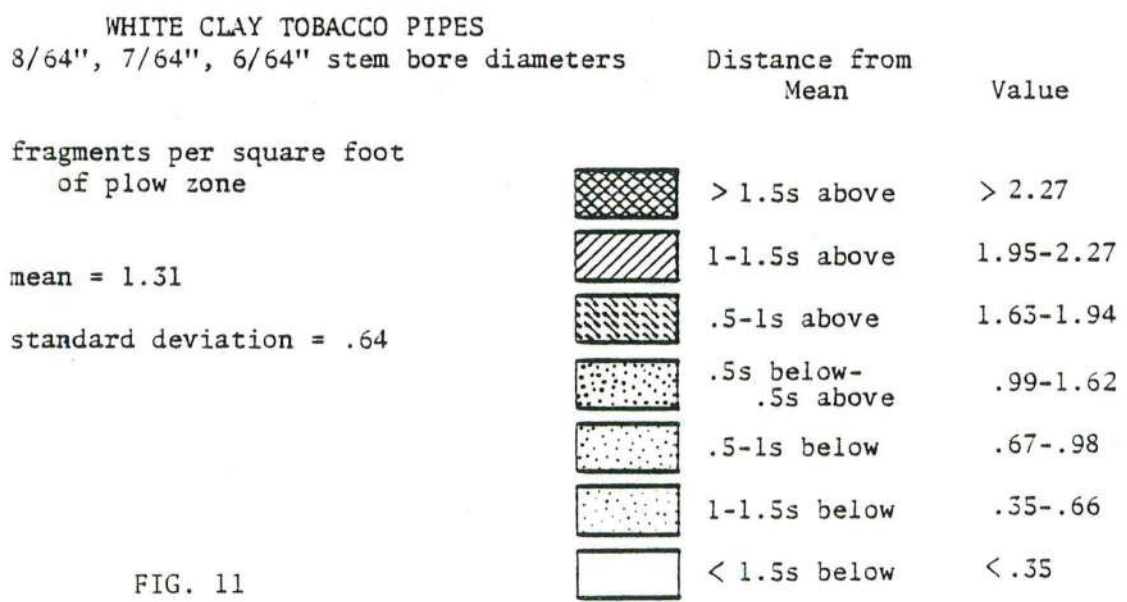 WHITE CLAY TOBACCO PIPES
8/64", 7/64", 6/64" stem bore diameters
fragments per square foot
of plow zone
mean = 1.31
standard deviation = .64
Distance from
Mean
Value
> 1.5s above > 2.27
1-1.5s above 1.95-2.27
.5-1s above 1.63-1.94
.5s below-
.5s above .99-1.62
.5-1s below .67-.98
1-1.5s below .35-.66
< 1.5s below < .35
FIG. 11